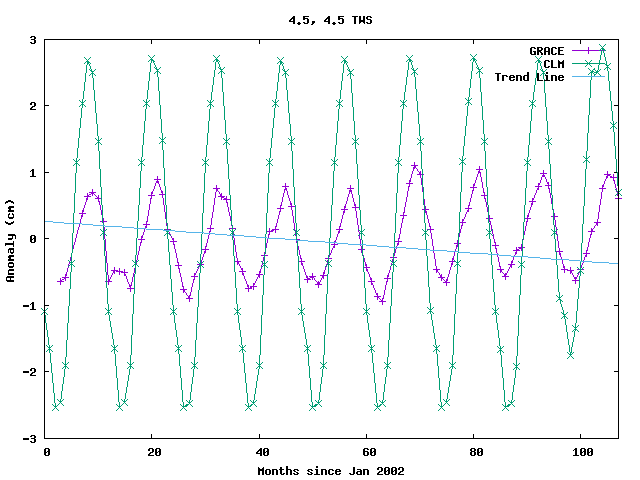 4.5, 4.5 TWS
GRACE
CLM
Trend Line
Anomaly (cm)
3
2
1
0
-1
-2
-3
0 20 40 60 80 100
Months since Jan 2002